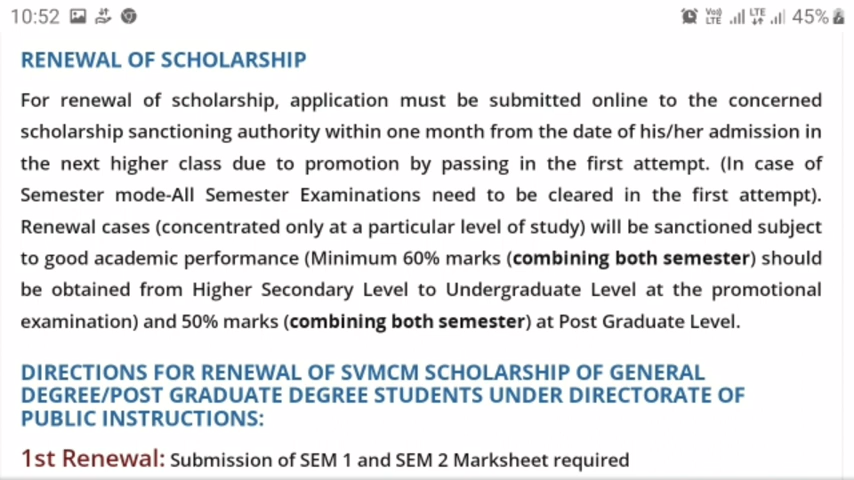 10:52 Vo)) LTE LTE 45%
RENEWAL OF SCHOLARSHIP
For renewal of scholarship, application must be submitted online to the concerned
scholarship sanctioning authority within one month from the date of his/her admission in
the next higher class due to promotion by passing in the first attempt. (In case of
Semester mode-All Semester Examinations need to be cleared in the first attempt).
Renewal cases (concentrated only at a particular level of study) will be sanctioned subject
to good academic performance (Minimum 60% marks (combining both semester) should
be obtained from Higher Secondary Level to Undergraduate Level at the promotional
examination) and 50% marks (combining both semester) at Post Graduate Level.
DIRECTIONS FOR RENEWAL OF SVMCM SCHOLARSHIP OF GENERAL
DEGREE/POST GRADUATE DEGREE STUDENTS UNDER DIRECTORATE OF
PUBLIC INSTRUCTIONS:
1st Renewal: Submission of SEM 1 and SEM 2 Marksheet required